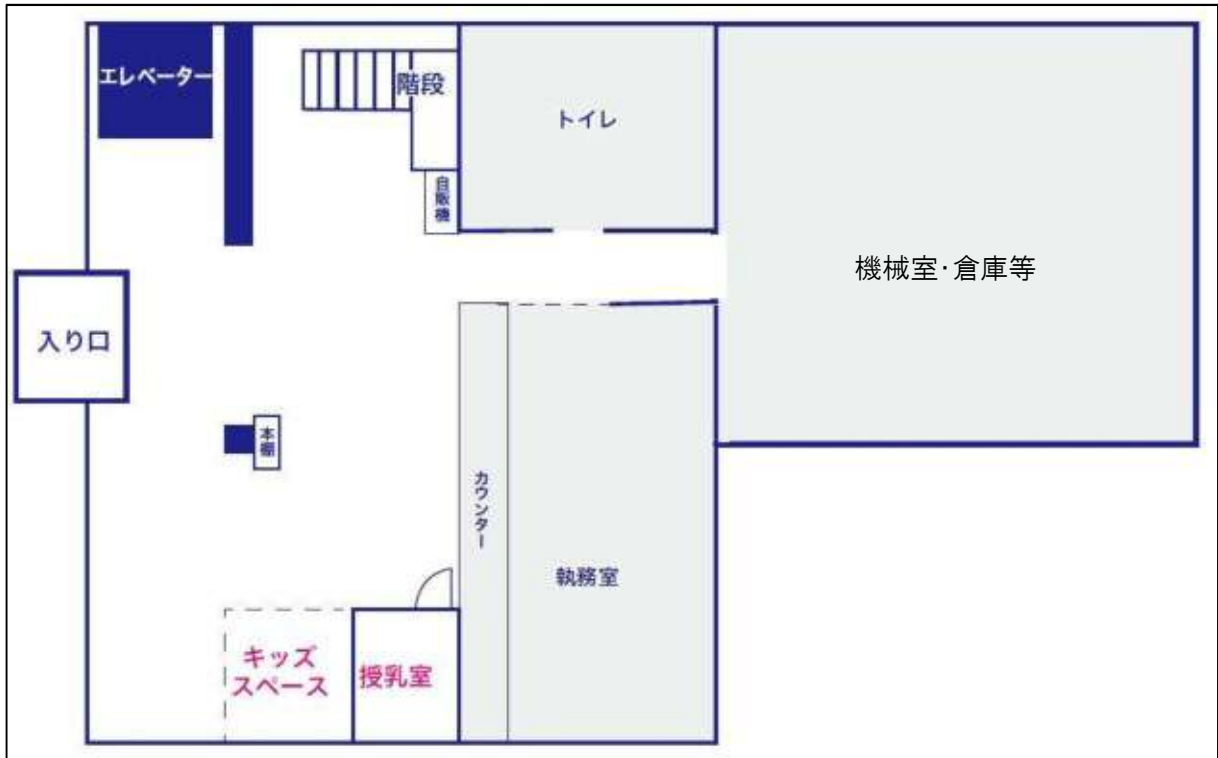 エレベーター
階段
トイレ
自販機
機械室・倉庫等
入り口
本棚
カウンター
執務室
キッズ
スペース
授乳室